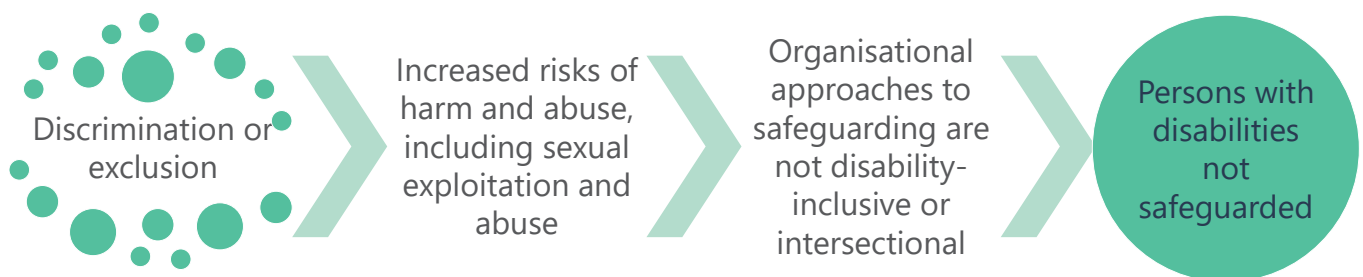 Discrimination or
exclusion
Increased risks of
harm and abuse,
including sexual
exploitation and
abuse
Organisational
approaches to
safeguarding are
not disability-
inclusive or
intersectional
Persons with
disabilities
not
safeguarded